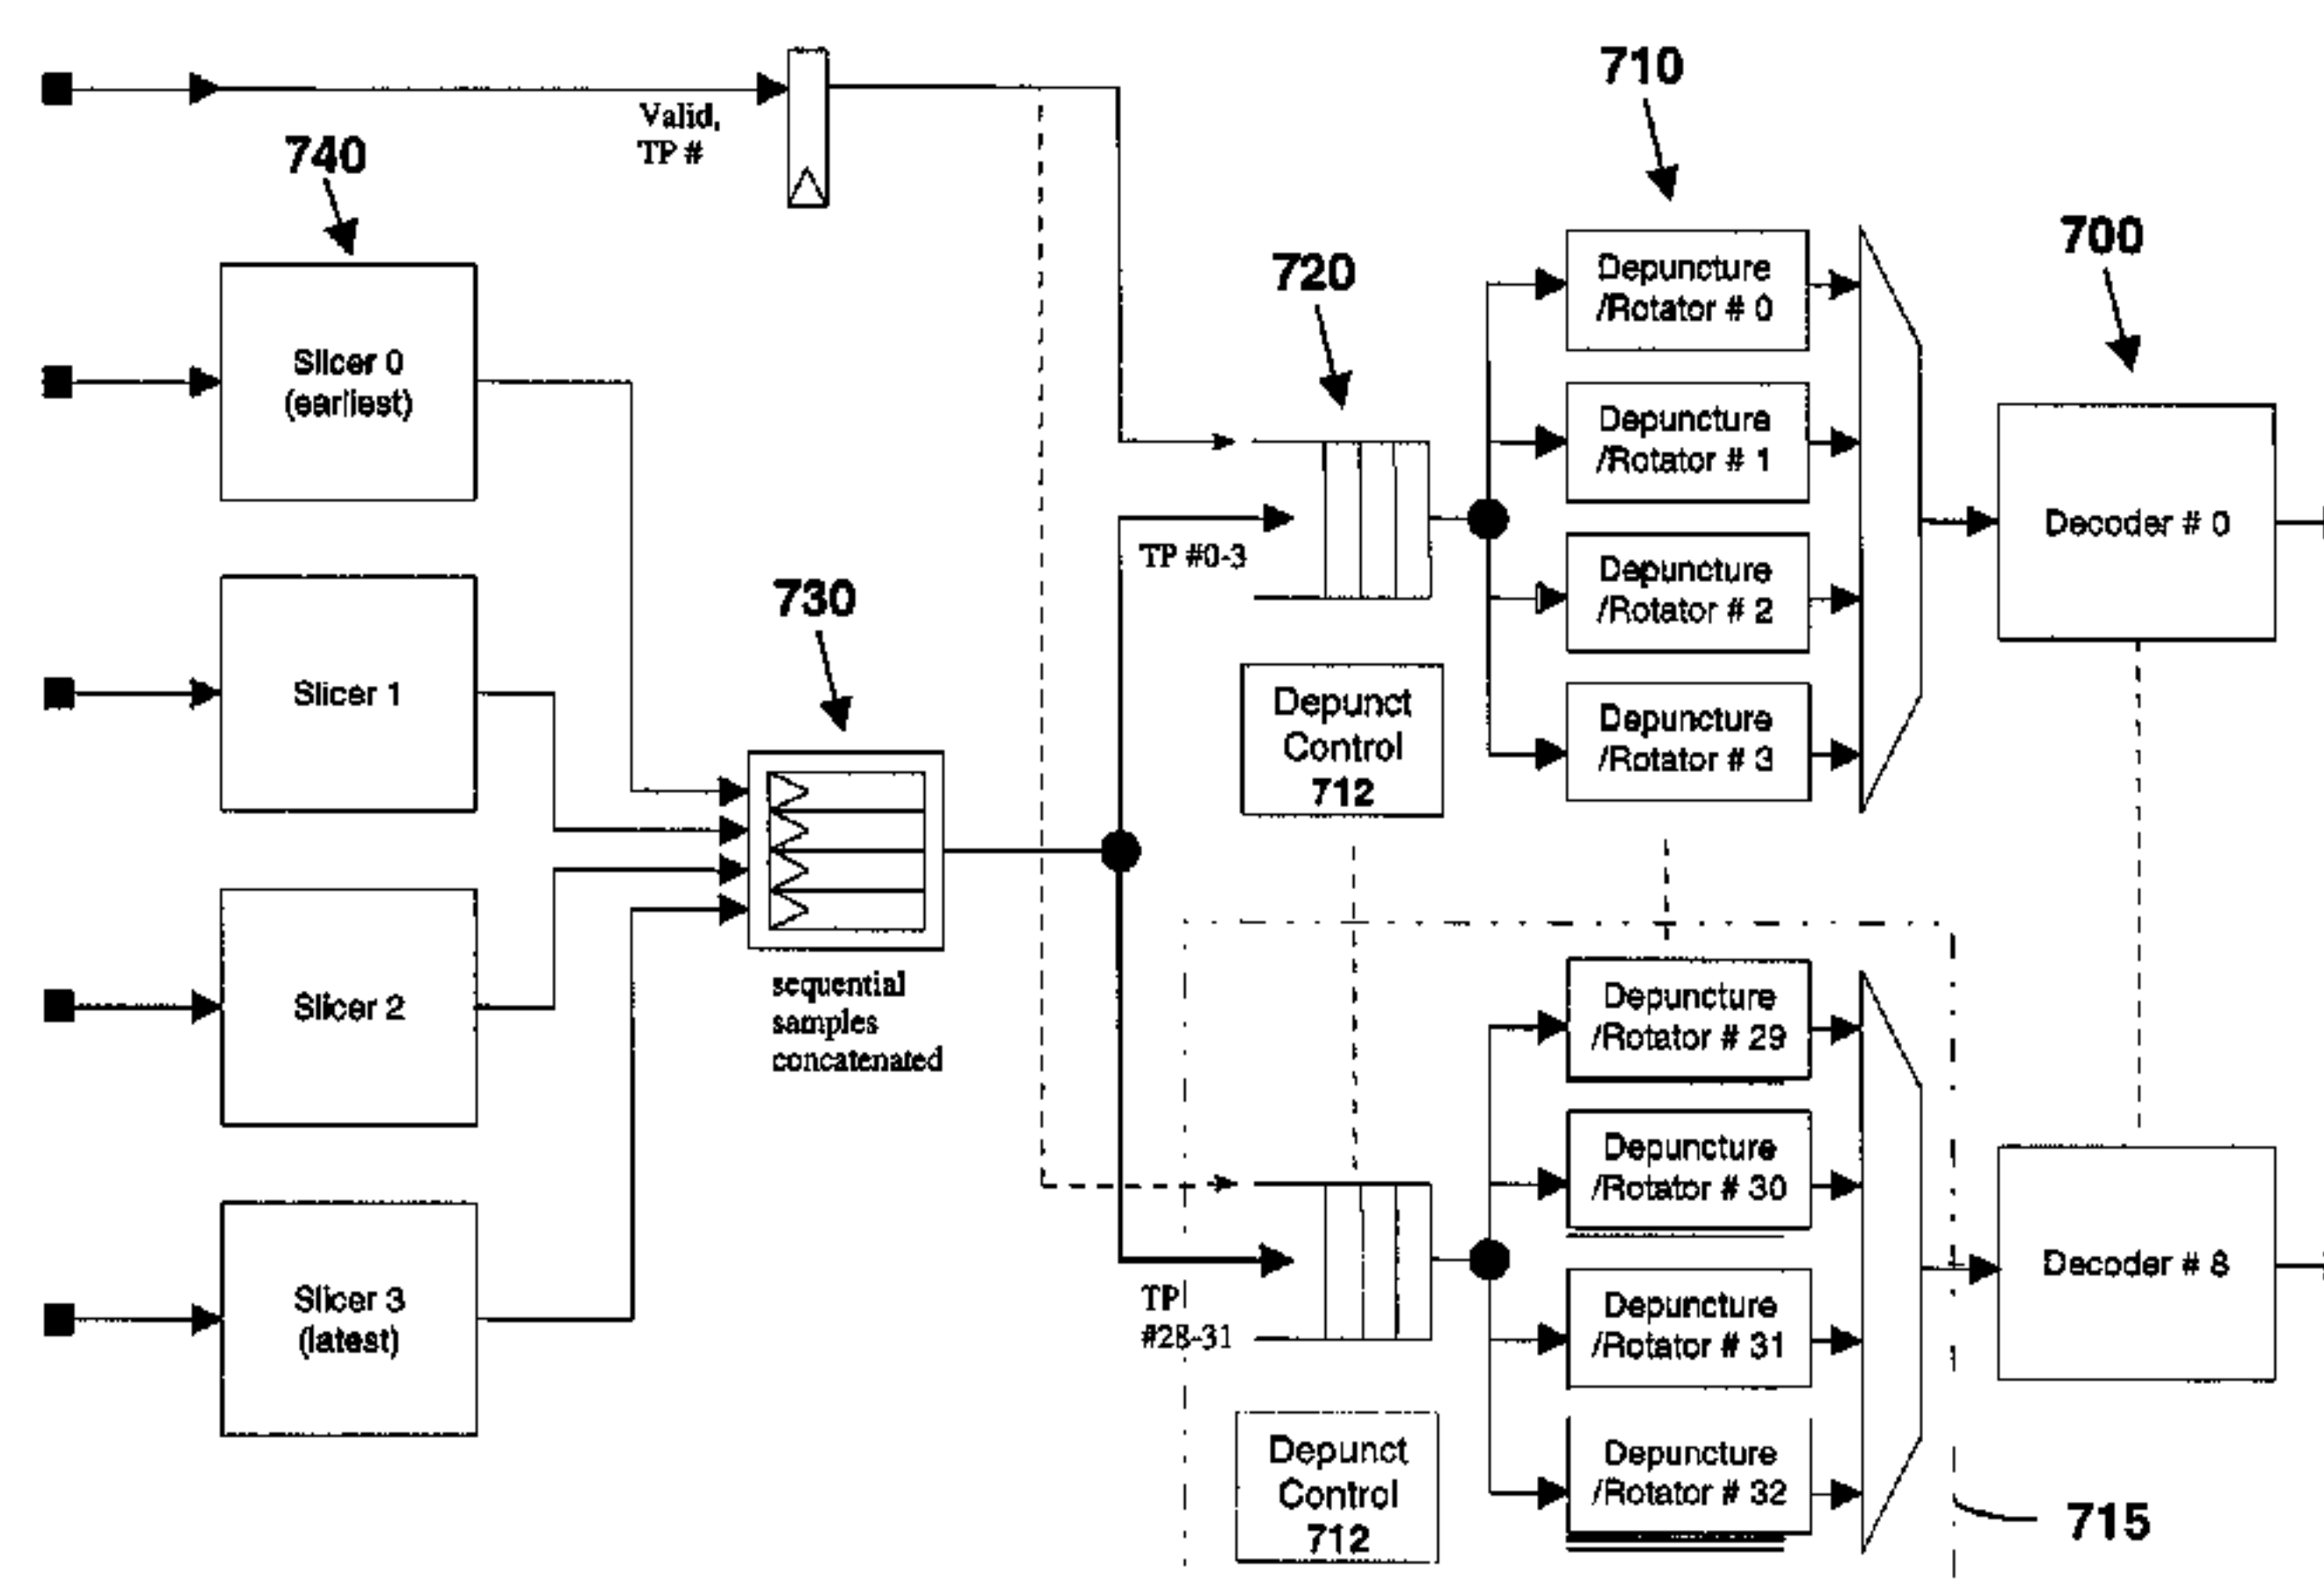 710
Valid,
TP #
740
700
Depuncture
/Rotator # 0
720
Slicer 0
(earliest)
Depuncture
/Rotator # 1
Decoder # 0
TP #0-3
Depuncture
/Rotator # 2
730
Slicer 1
Depunct
Control
712
Depuncture
/Rotator # 3
sequential
samples
concatenated
Slicer 2
Depuncture
/Rotator # 29
Depuncture
/Rotator # 30
Decoder # 8
TP
#28-31
Slicer 3
(latest)
Depuncture
/Rotator # 31
Depunct
Control
712
Depuncture
/Rotator # 32
715